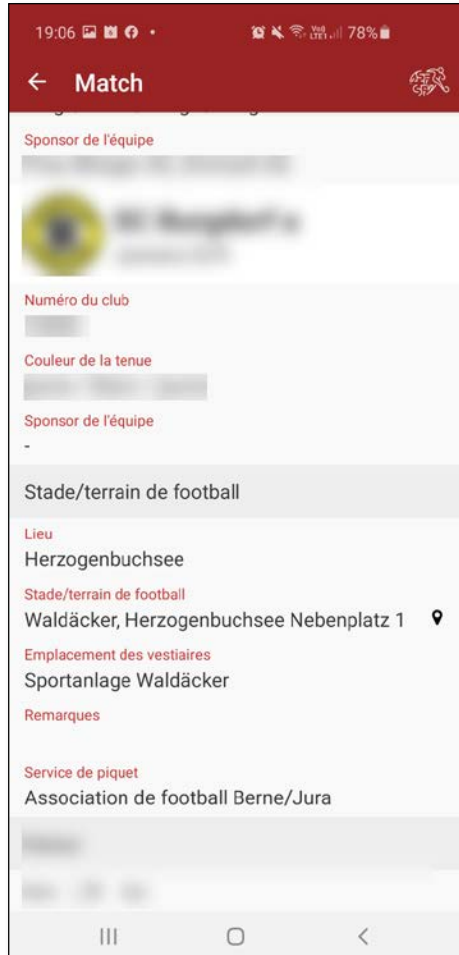 19:06 78%
Match
Sponsor de l'équipe
Numéro du club
Couleur de la tenue
Sponsor de l'équipe
-
Stade/terrain de football
Lieu
Herzogenbuchsee
Stade/terrain de football
Waldäcker, Herzogenbuchsee Nebenplatz 1
Emplacement des vestiaires
Sportanlage Waldäcker
Remarques
Service de piquet
Association de football Berne/Jura